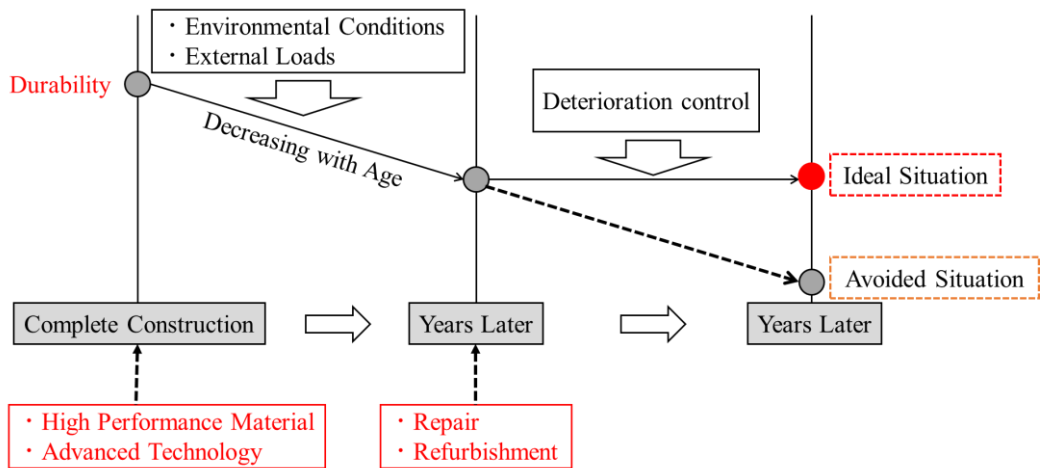 ・Environmental Conditions
・External Loads
Durability
Decreasing with Age
Deterioration control
Ideal Situation
Avoided Situation
Complete Construction
Years Later
Years Later
・High Performance Material
・Advanced Technology
・Repair
・Refurbishment